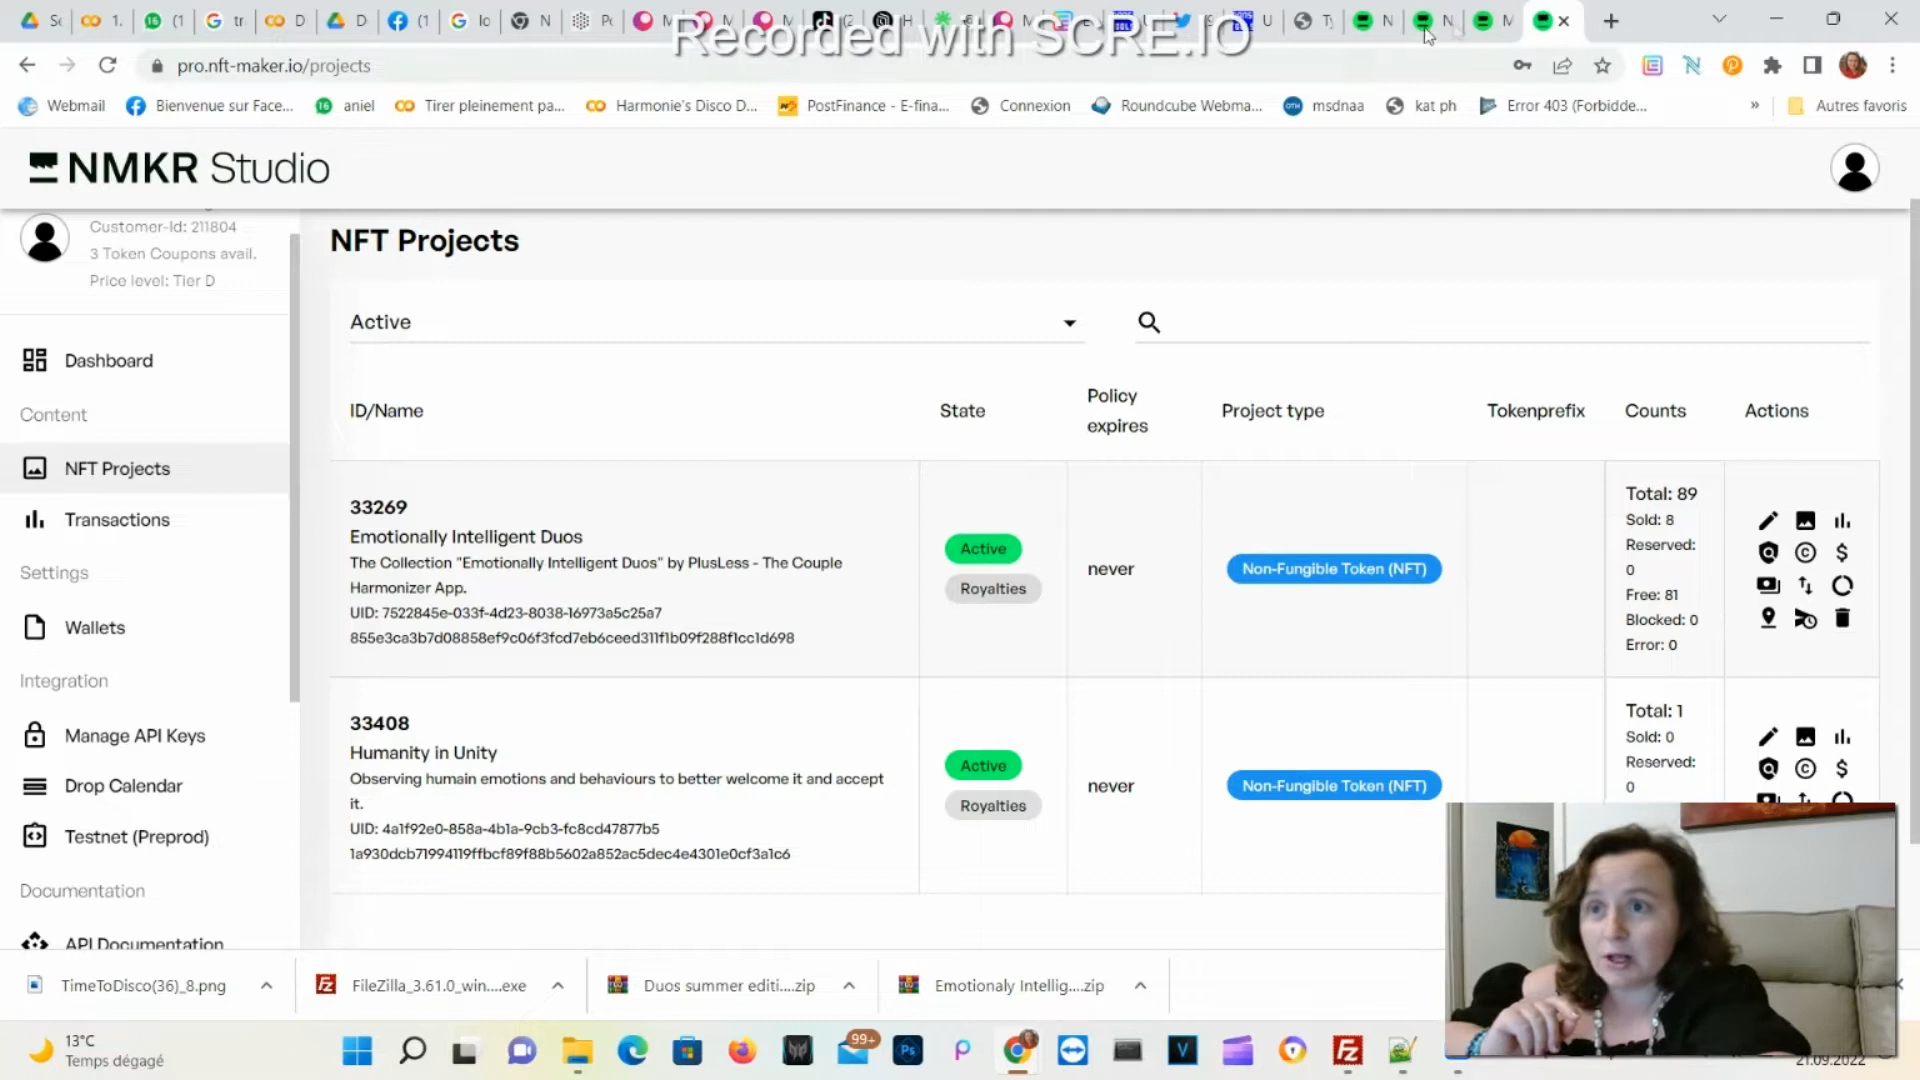 Recorded with SCRE.IO
pro.nft-maker.io/projects
Webmail
Bienvenue sur Face...
aniel
Tirer pleinement pa...
Harmonie's Disco D...
PostFinance - E-fina...
Connexion
Roundcube Webma...
msdnaa
kat ph
Error 403 (Forbidde...
»
Autres favoris
NMKR Studio
Customer-Id: 211804
3 Token Coupons avail.
Price level: Tier D
Dashboard
Content
NFT Projects
Transactions
Settings
Wallets
Integration
Manage API Keys
Drop Calendar
Testnet (Preprod)
Documentation
API Documentation
NFT Projects
Active
ID/Name
State
Policy
expires
Project type
Tokenprefix
Counts
Actions
33269
Emotionally Intelligent Duos
The Collection "Emotionally Intelligent Duos" by PlusLess - The Couple
Harmonizer App.
UID: 7522845e-033f-4d23-8038-16973a5c25a7
855e3ca3b7d08858ef9c06f3fcd7eb6ceed311f1b09f288f1cc1d698
Active
Royalties
never
Non-Fungible Token (NFT)
Total: 89
Sold: 8
Reserved:
0
Free: 81
Blocked: 0
Error: 0
33408
Humanity in Unity
Observing humain emotions and behaviours to better welcome it and accept
it.
UID: 4a1f92e0-858a-4b1a-9cb3-fc8cd47877b5
1a930dcb71994119ffbcf89f88b5602a852ac5dec4e4301e0cf3a1c6
Active
Royalties
never
Non-Fungible Token (NFT)
Total: 1
Sold: 0
Reserved:
0
TimeToDisco(36)_8.png
FileZilla_3.61.0_win....exe
Duos summer editi....zip
Emotionaly Intellig....zip
13°C
Temps dégagé
99+
21.09.2022